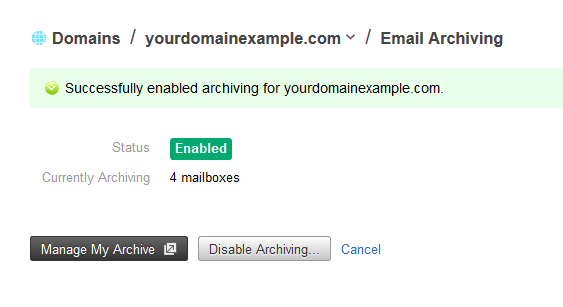 Domains / yourdomainexample.com / Email Archiving
Successfully enabled archiving for yourdomainexample.com.
Status Enabled
Currently Archiving 4 mailboxes
Manage My Archive Disable Archiving... Cancel